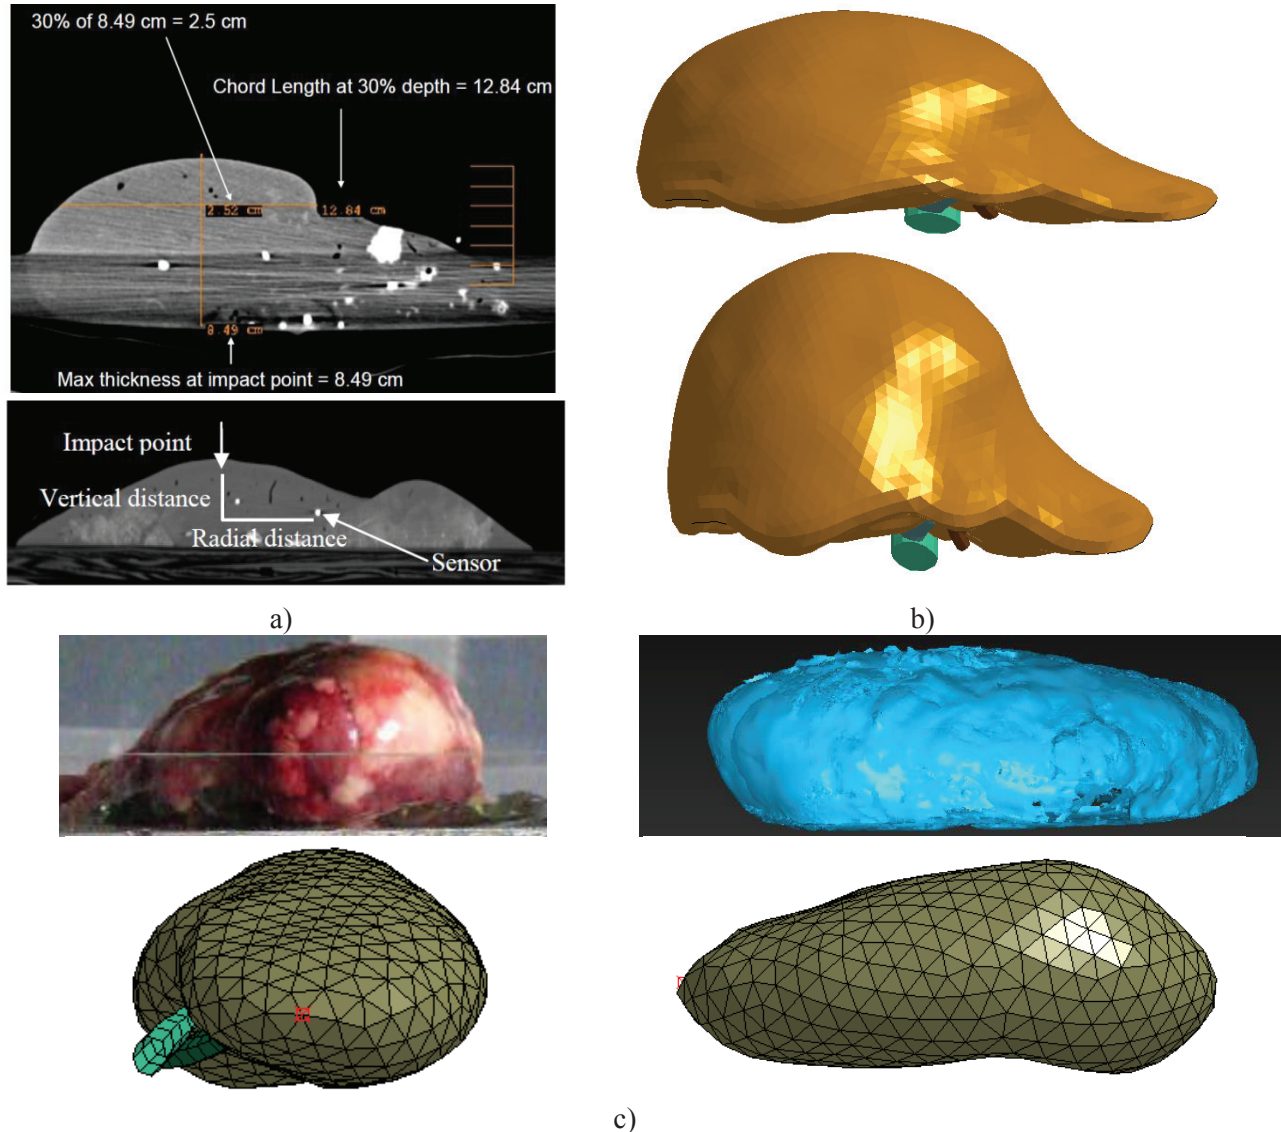 30% of 8.49 cm = 2.5 cm
Chord Length at 30% depth = 12.84 cm
2.52 cm
12.84 cm
8.49 cm
Max thickness at impact point = 8.49 cm
Impact point
Vertical distance
Radial distance
Sensor
a)
b)
c)